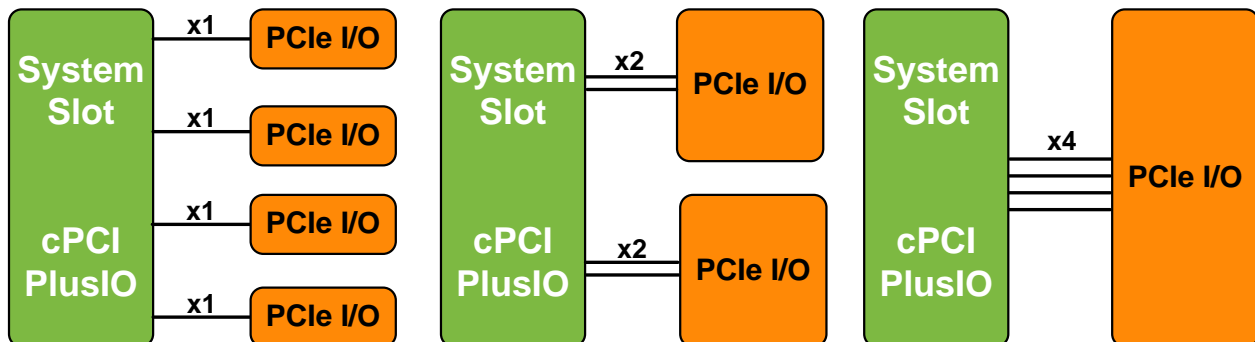 System
Slot
cPCI
PlusIO
x1
PCIe I/O
x1
PCIe I/O
x1
PCIe I/O
x1
PCIe I/O
System
Slot
cPCI
PlusIO
x2
PCIe I/O
x2
PCIe I/O
System
Slot
cPCI
PlusIO
x4
PCIe I/O